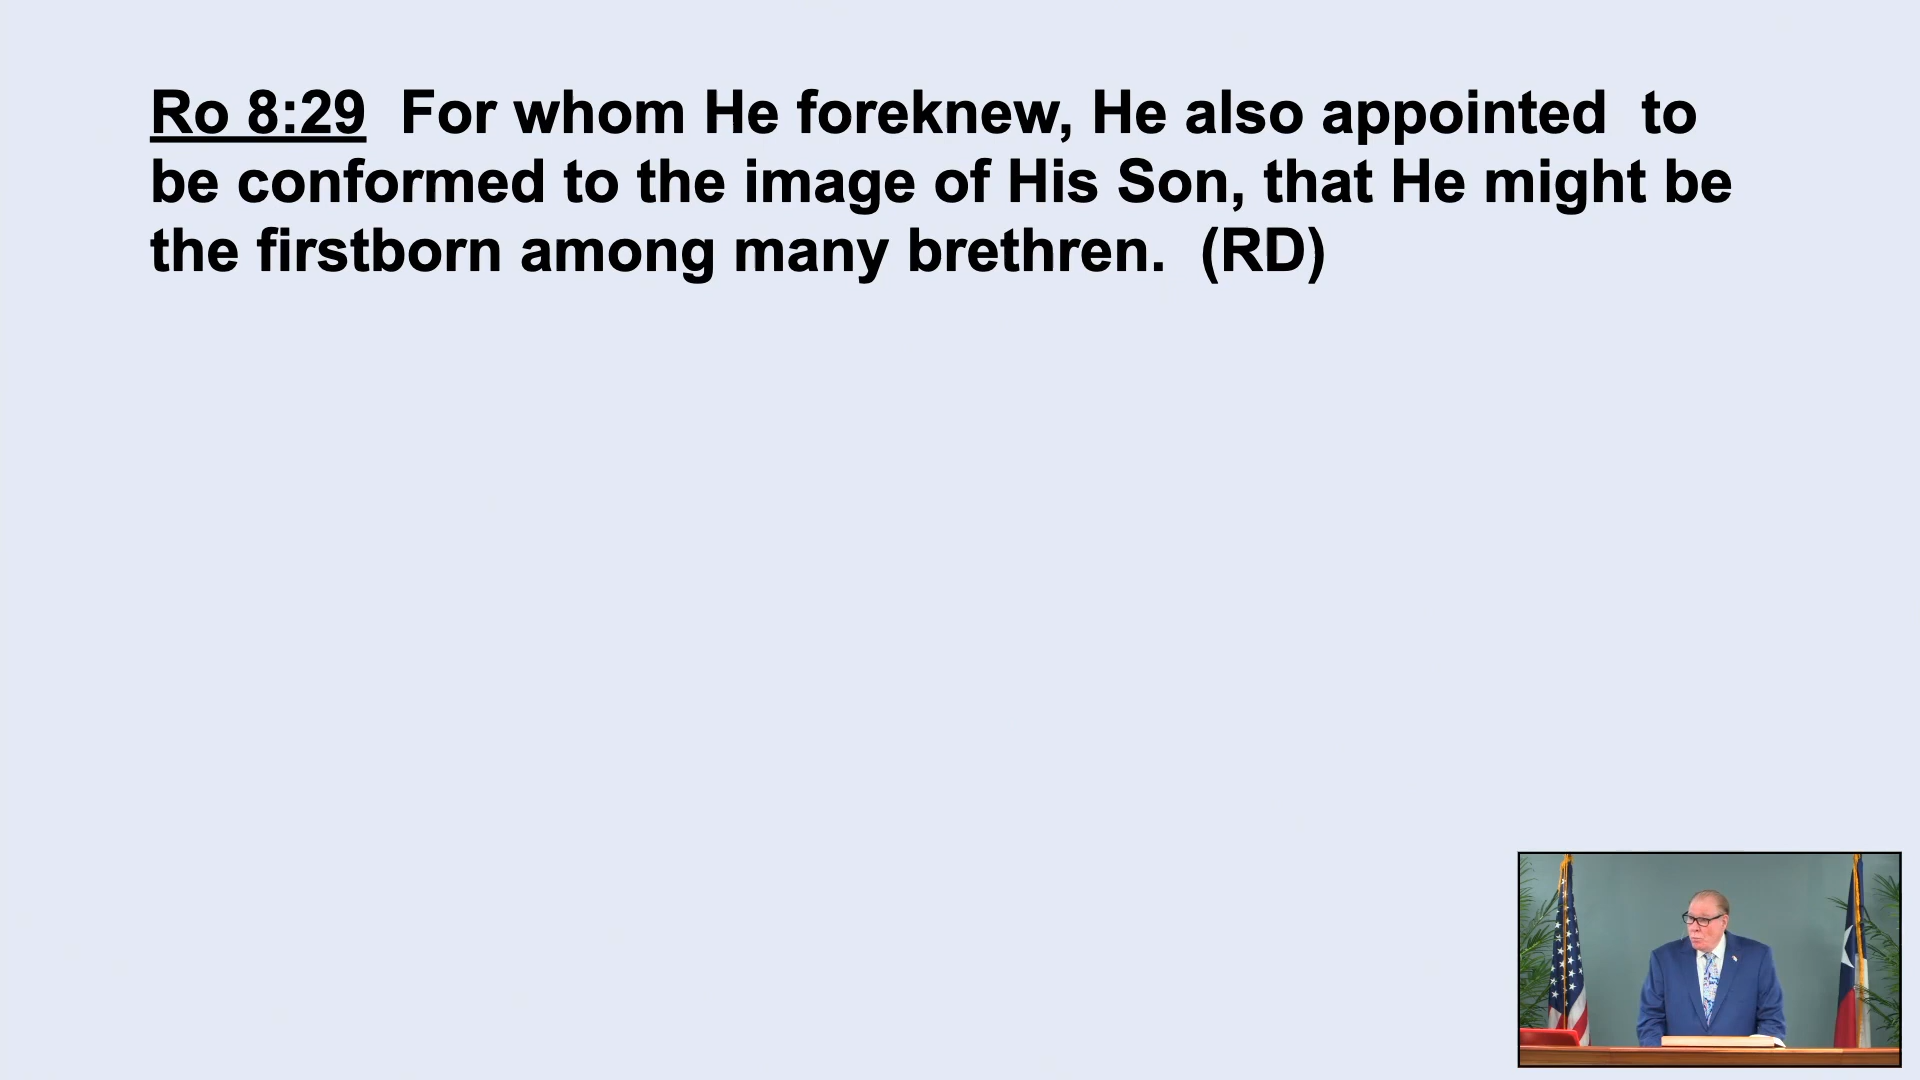 Ro 8:29  For whom He foreknew, He also appointed  to
be conformed to the image of His Son, that He might be
the firstborn among many brethren.  (RD)